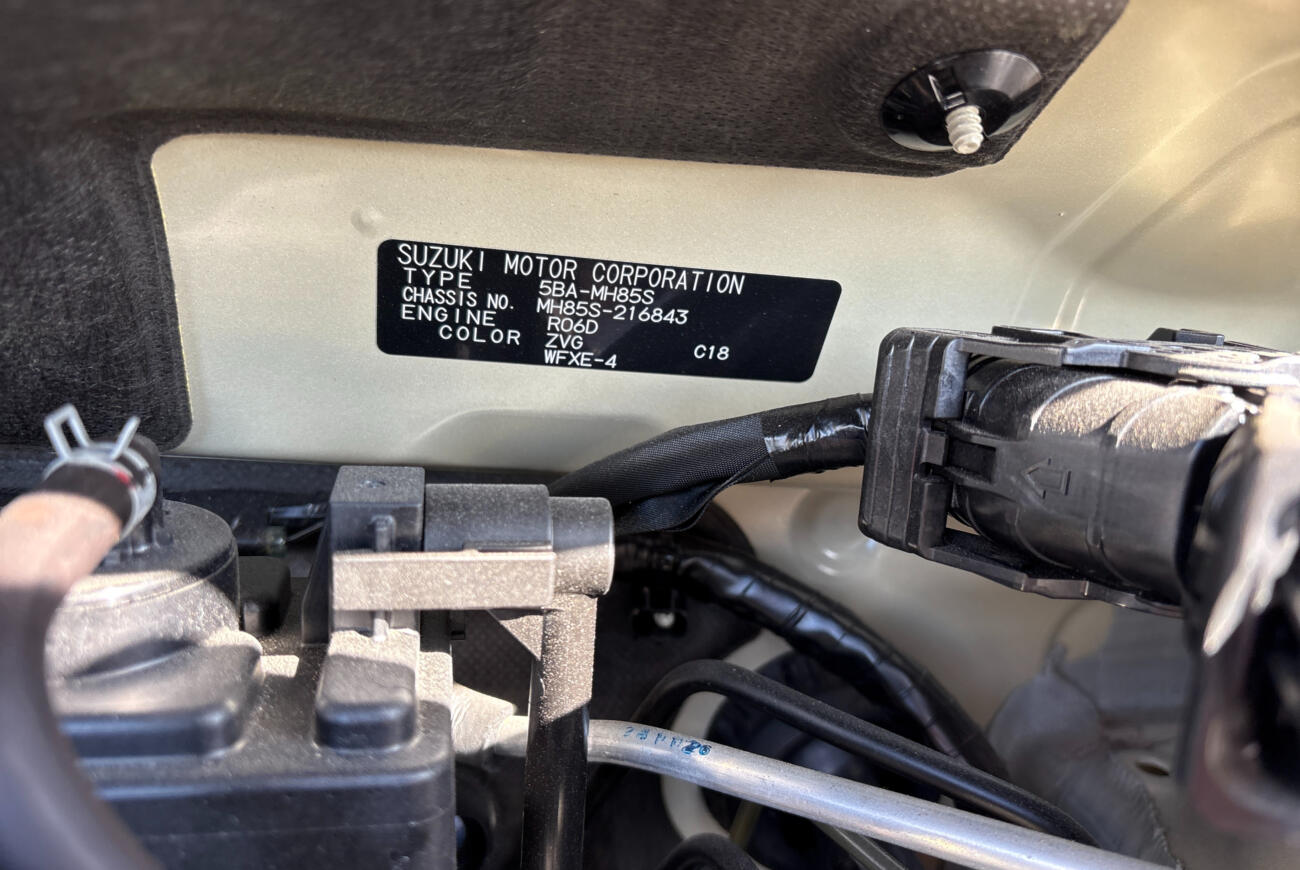 SUZUKI MOTOR CORPORATION
TYPE 5BA-MH85S
CHASSIS NO. MH85S-216843
ENGINE R06D
COLOR ZVG C18
WFXE-4